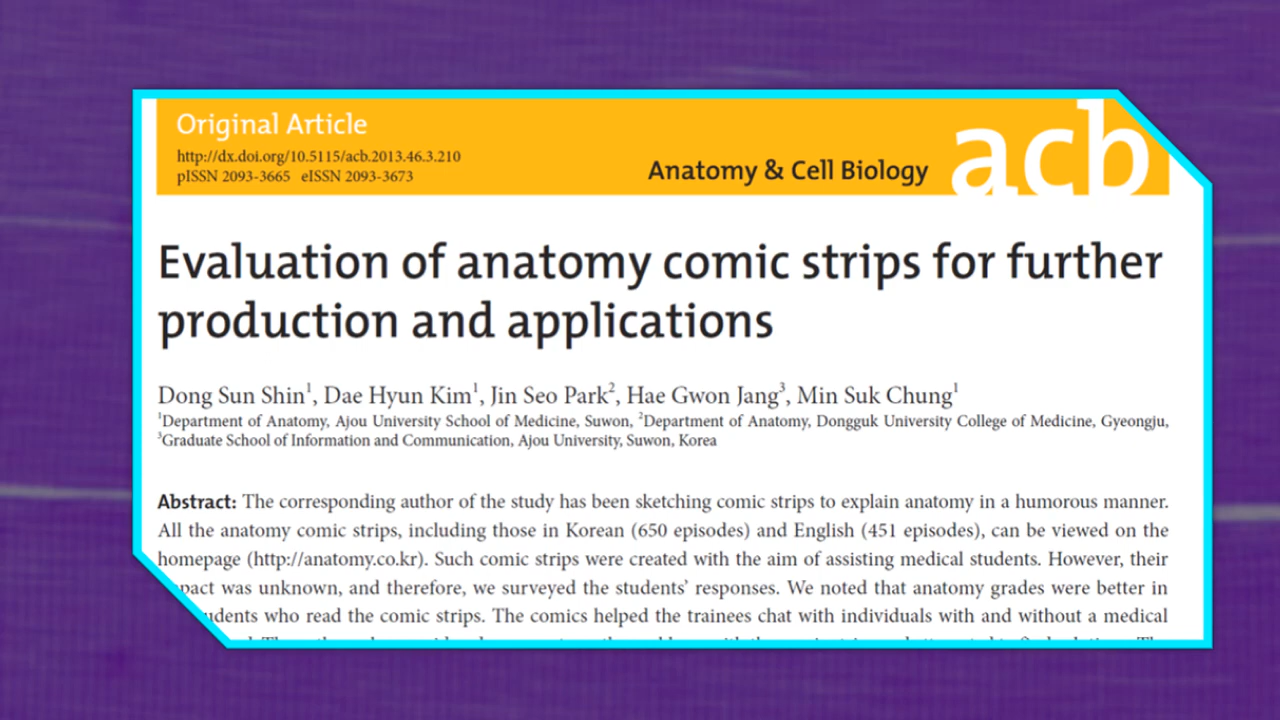 Original Article
http://dx.doi.org/10.5115/acb.2013.46.3.210
pISSN 2093-3665 eISSN 2093-3673
Anatomy & Cell Biology
acb
Evaluation of anatomy comic strips for further
production and applications
Dong Sun Shin1, Dae Hyun Kim1, Jin Seo Park2, Hae Gwon Jang3, Min Suk Chung1
1Department of Anatomy, Ajou University School of Medicine, Suwon, 2Department of Anatomy, Dongguk University College of Medicine, Gyeongju,
3Graduate School of Information and Communication, Ajou University, Suwon, Korea
Abstract: The corresponding author of the study has been sketching comic strips to explain anatomy in a humorous manner.
All the anatomy comic strips, including those in Korean (650 episodes) and English (451 episodes), can be viewed on the
homepage (http://anatomy.co.kr). Such comic strips were created with the aim of assisting medical students. However, their
was unknown, and therefore, we surveyed the students' responses. We noted that anatomy grades were better in
who read the comic strips. The comics helped the trainees chat with individuals with and without a medical